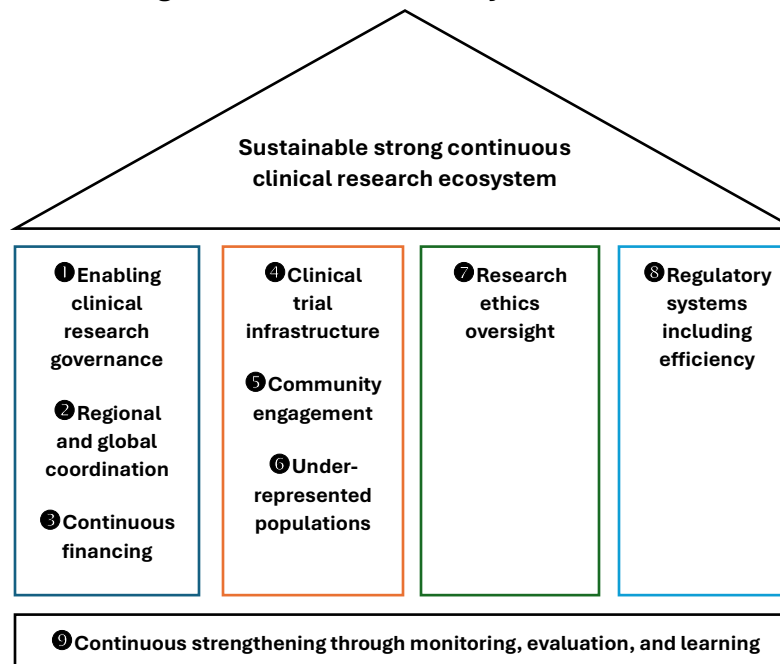 Sustainable strong continuous
clinical research ecosystem
❶Enabling
clinical
research
governance
❷Regional
and global
coordination
❸Continuous
financing
❹Clinical
trial
infrastructure
❺Community
engagement
❻Under-
represented
populations
❼Research
ethics
oversight
❽Regulatory
systems
including
efficiency
❾Continuous strengthening through monitoring, evaluation, and learning